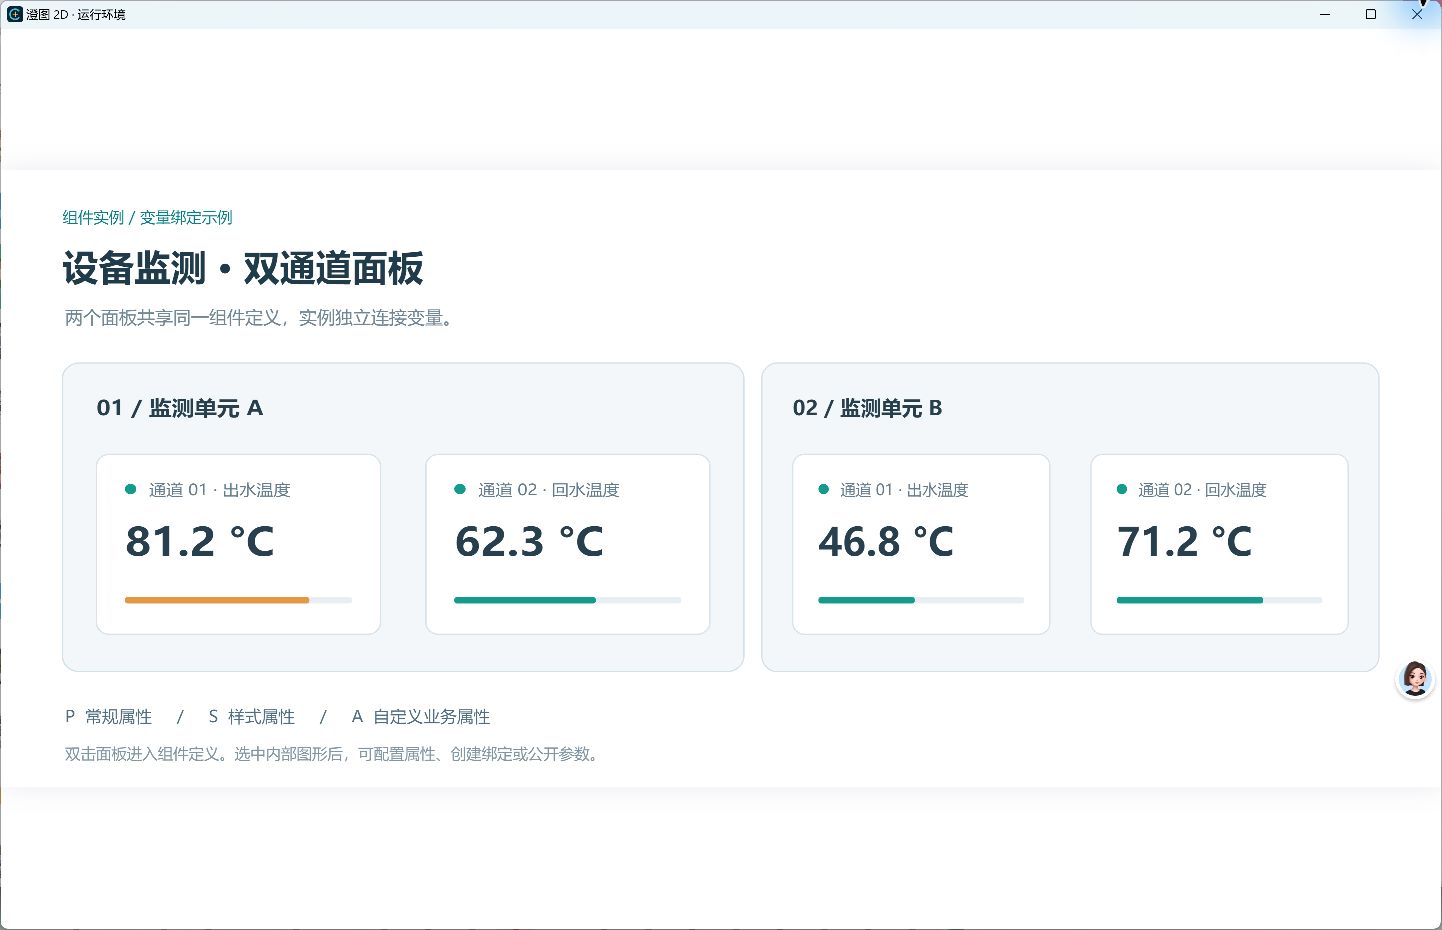 澄图 2D · 运行环境
组件实例 / 变量绑定示例
设备监测 · 双通道面板
两个面板共享同一组件定义，实例独立连接变量。
01 / 监测单元 A
通道 01 · 出水温度
81.2 °C
通道 02 · 回水温度
62.3 °C
02 / 监测单元 B
通道 01 · 出水温度
46.8 °C
通道 02 · 回水温度
71.2 °C
P 常规属性 / S 样式属性 / A 自定义业务属性
双击面板进入组件定义。选中内部图形后，可配置属性、创建绑定或公开参数。